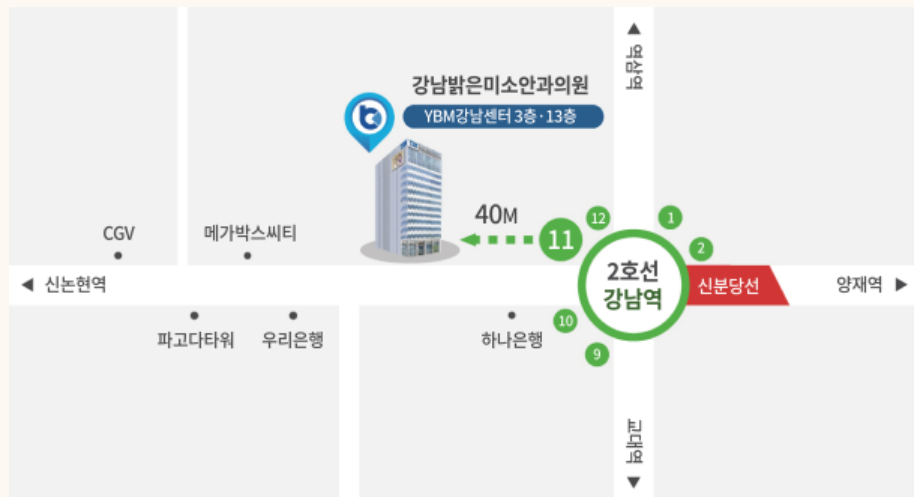 ▲ 역삼역
강남밝은미소안과의원
YBM강남센터 3층·13층
40M
11
12
1
2
CGV
메가박스씨티
◀ 신논현역
2호선
강남역
신분당선
양재역 ▶
파고다타워
우리은행
하나은행
10
9
교대역 ▼